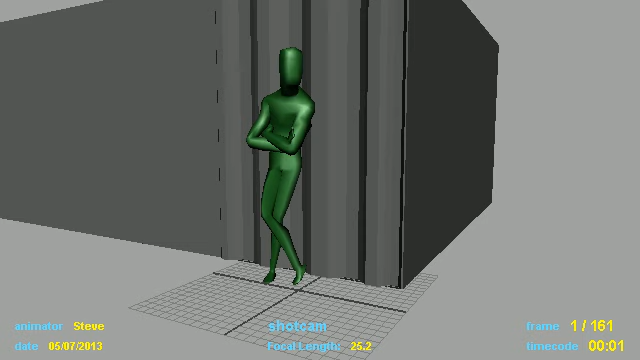 animator Steve
shotcam
frame 1 / 161
date 05/07/2013
Focal Length: 25.2
timecode 00:01